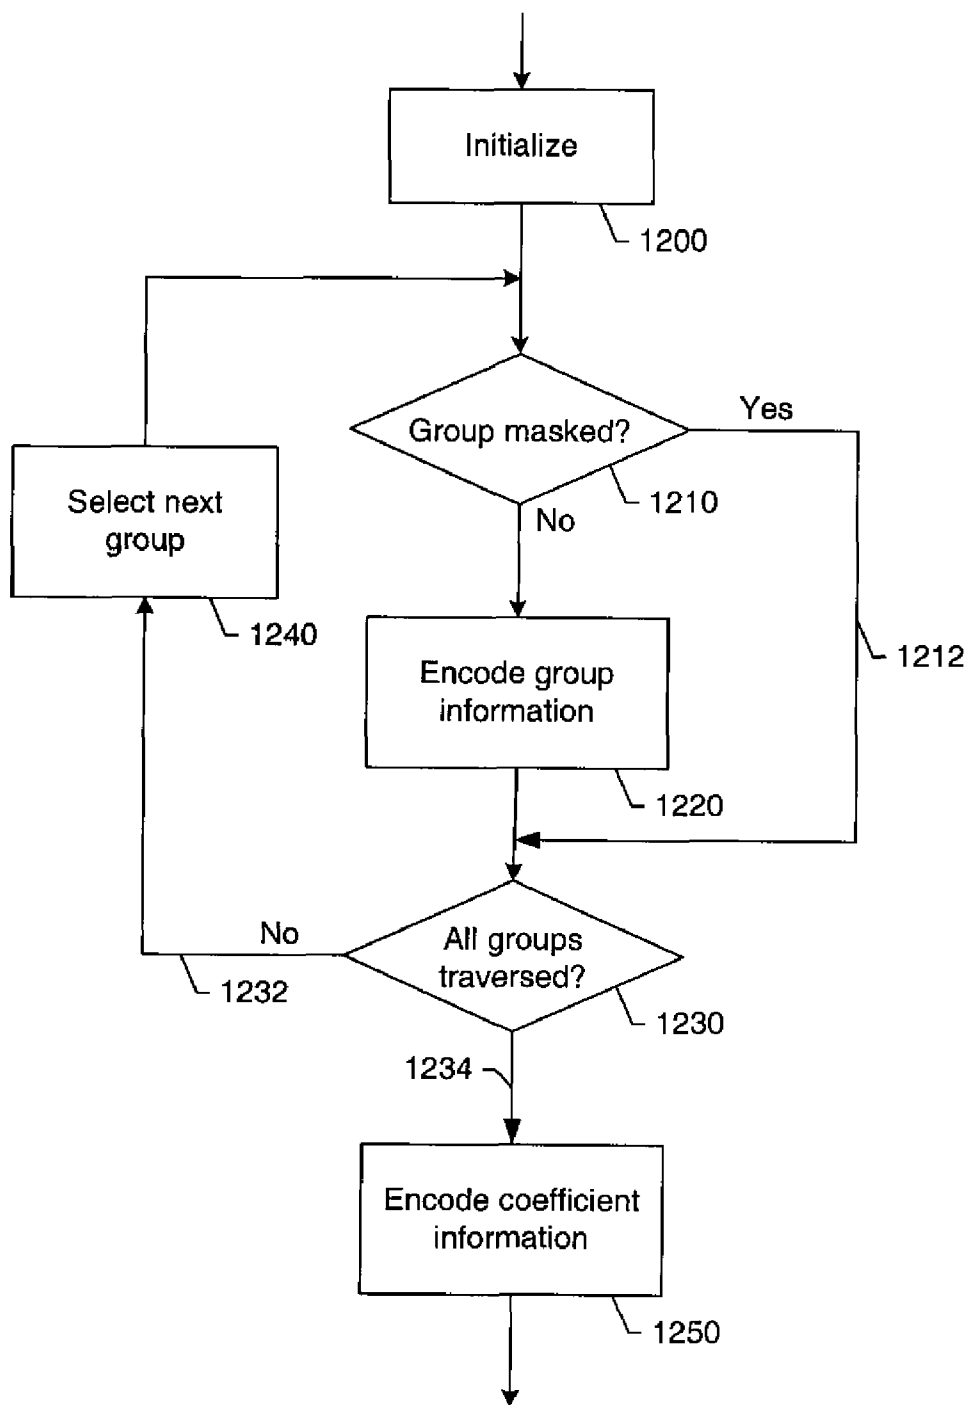 Initialize
1200
Yes
Group masked?
1210
No
Select next
group
1240
1212
Encode group
information
1220
No
All groups
traversed?
1232
1230
1234
Encode coefficient
information
1250